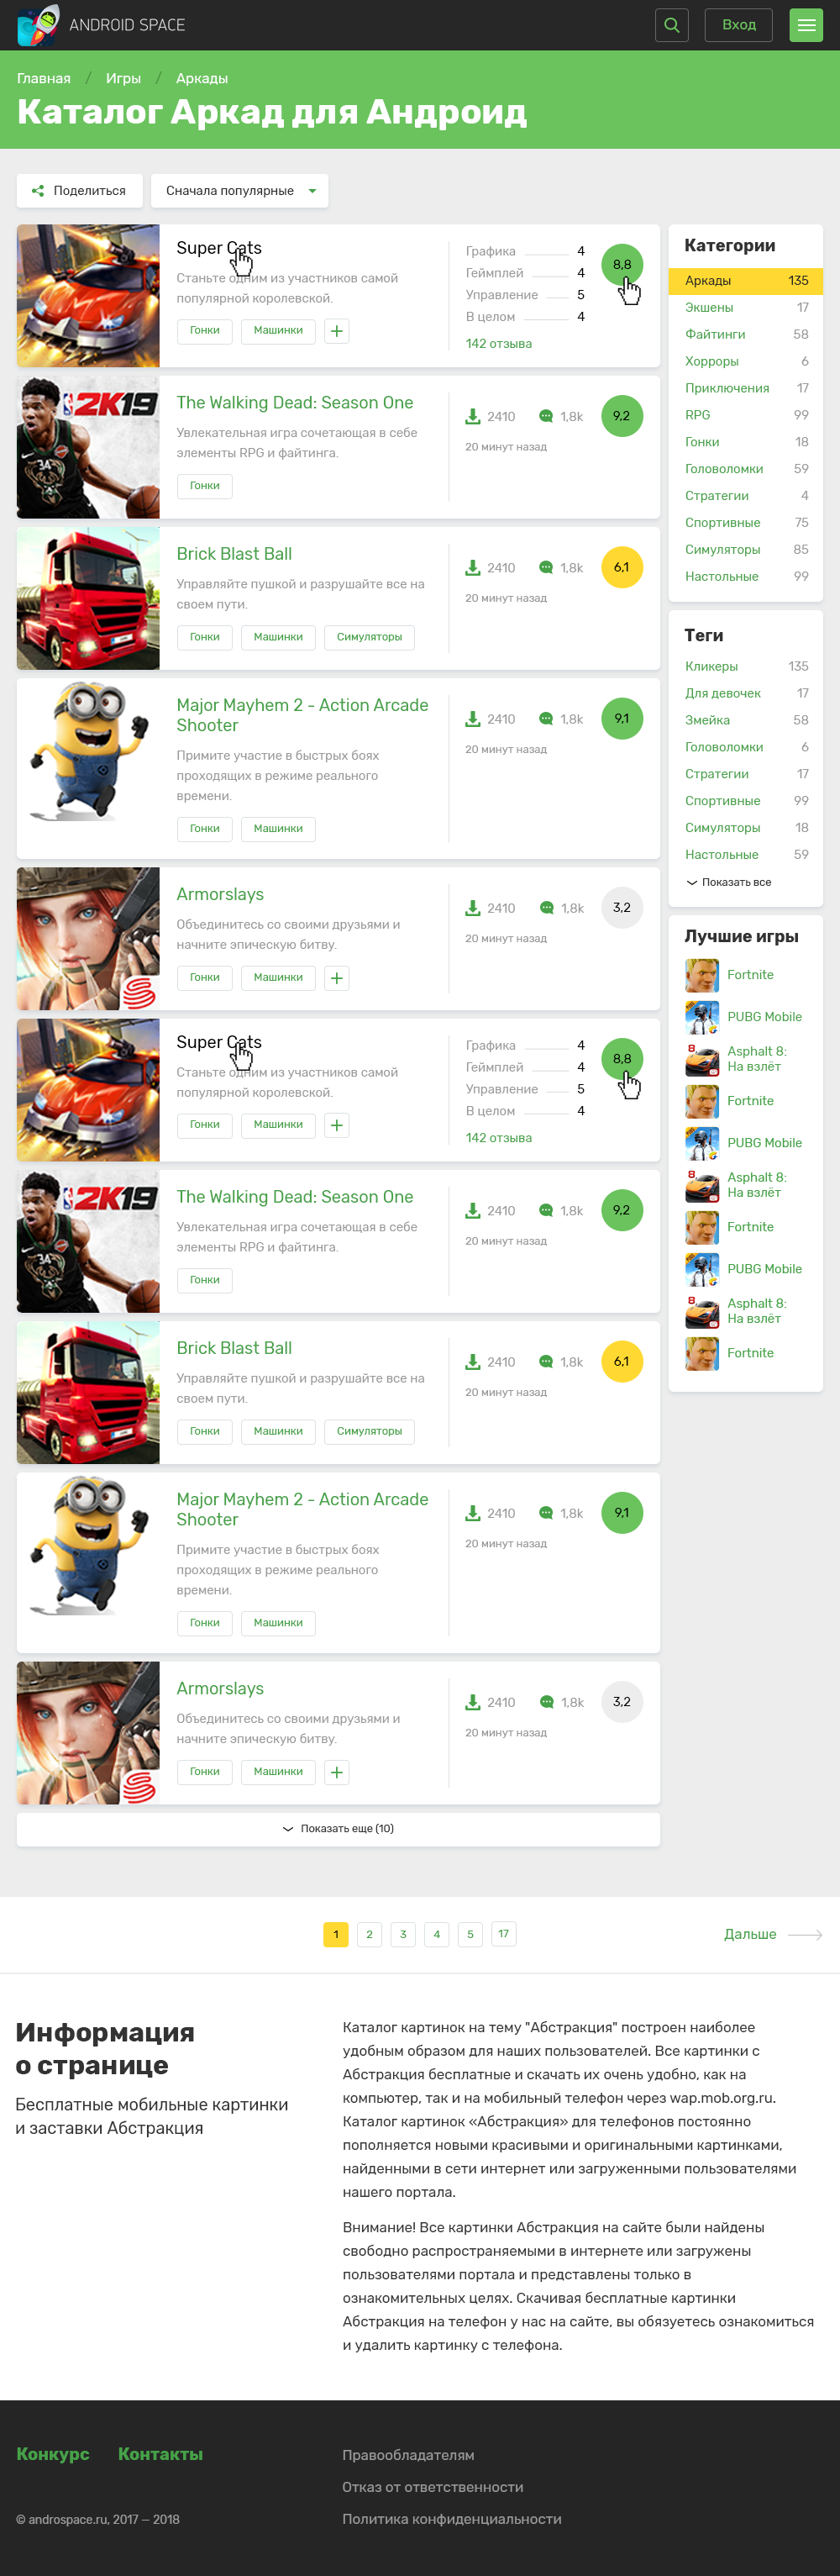 ANDROID SPACE
Вход
Главная / Игры / Аркады
Каталог Аркад для Андроид
Поделиться
Сначала популярные
Super Cats
Станьте одним из участников самой
популярной королевской.
Гонки Машинки +
Графика 4
Геймплей 4
Управление 5
В целом 4
142 отзыва
8,8
2K19
34
The Walking Dead: Season One
Увлекательная игра сочетающая в себе
элементы RPG и файтинга.
Гонки
2410 1,8k
20 минут назад
9,2
Brick Blast Ball
Управляйте пушкой и разрушайте все на
своем пути.
Гонки Машинки Симуляторы
2410 1,8k
20 минут назад
6,1
Major Mayhem 2 - Action Arcade
Shooter
Примите участие в быстрых боях
проходящих в режиме реального
времени.
Гонки Машинки
2410 1,8k
20 минут назад
9,1
Armorslays
Объединитесь со своими друзьями и
начните эпическую битву.
Гонки Машинки +
2410 1,8k
20 минут назад
3,2
Super Cats
Станьте одним из участников самой
популярной королевской.
Гонки Машинки +
Графика 4
Геймплей 4
Управление 5
В целом 4
142 отзыва
8,8
2K19
34
The Walking Dead: Season One
Увлекательная игра сочетающая в себе
элементы RPG и файтинга.
Гонки
2410 1,8k
20 минут назад
9,2
Brick Blast Ball
Управляйте пушкой и разрушайте все на
своем пути.
Гонки Машинки Симуляторы
2410 1,8k
20 минут назад
6,1
Major Mayhem 2 - Action Arcade
Shooter
Примите участие в быстрых боях
проходящих в режиме реального
времени.
Гонки Машинки
2410 1,8k
20 минут назад
9,1
Armorslays
Объединитесь со своими друзьями и
начните эпическую битву.
Гонки Машинки +
2410 1,8k
20 минут назад
3,2
Показать еще (10)
Категории
Аркады 135
Экшены 17
Файтинги 58
Хорроры 6
Приключения 17
RPG 99
Гонки 18
Головоломки 59
Стратегии 4
Спортивные 75
Симуляторы 85
Настольные 99
Теги
Кликеры 135
Для девочек 17
Змейка 58
Головоломки 6
Стратегии 17
Спортивные 99
Симуляторы 18
Настольные 59
Показать все
Лучшие игры
Fortnite
PUBG Mobile
Asphalt 8:
На взлёт
Fortnite
PUBG Mobile
Asphalt 8:
На взлёт
Fortnite
PUBG Mobile
Asphalt 8:
На взлёт
Fortnite
1 2 3 4 5 17
Дальше
Информация
о странице
Бесплатные мобильные картинки
и заставки Абстракция
Каталог картинок на тему "Абстракция" построен наиболее
удобным образом для наших пользователей. Все картинки с
Абстракция бесплатные и скачать их очень удобно, как на
компьютер, так и на мобильный телефон через wap.mob.org.ru.
Каталог картинок «Абстракция» для телефонов постоянно
пополняется новыми красивыми и оригинальными картинками,
найденными в сети интернет или загруженными пользователями
нашего портала.
Внимание! Все картинки Абстракция на сайте были найдены
свободно распространяемыми в интернете или загружены
пользователями портала и представлены только в
ознакомительных целях. Скачивая бесплатные картинки
Абстракция на телефон у нас на сайте, вы обязуетесь ознакомиться
и удалить картинку с телефона.
Конкурс Контакты
© androspace.ru, 2017 — 2018
Правообладателям
Отказ от ответственности
Политика конфиденциальности